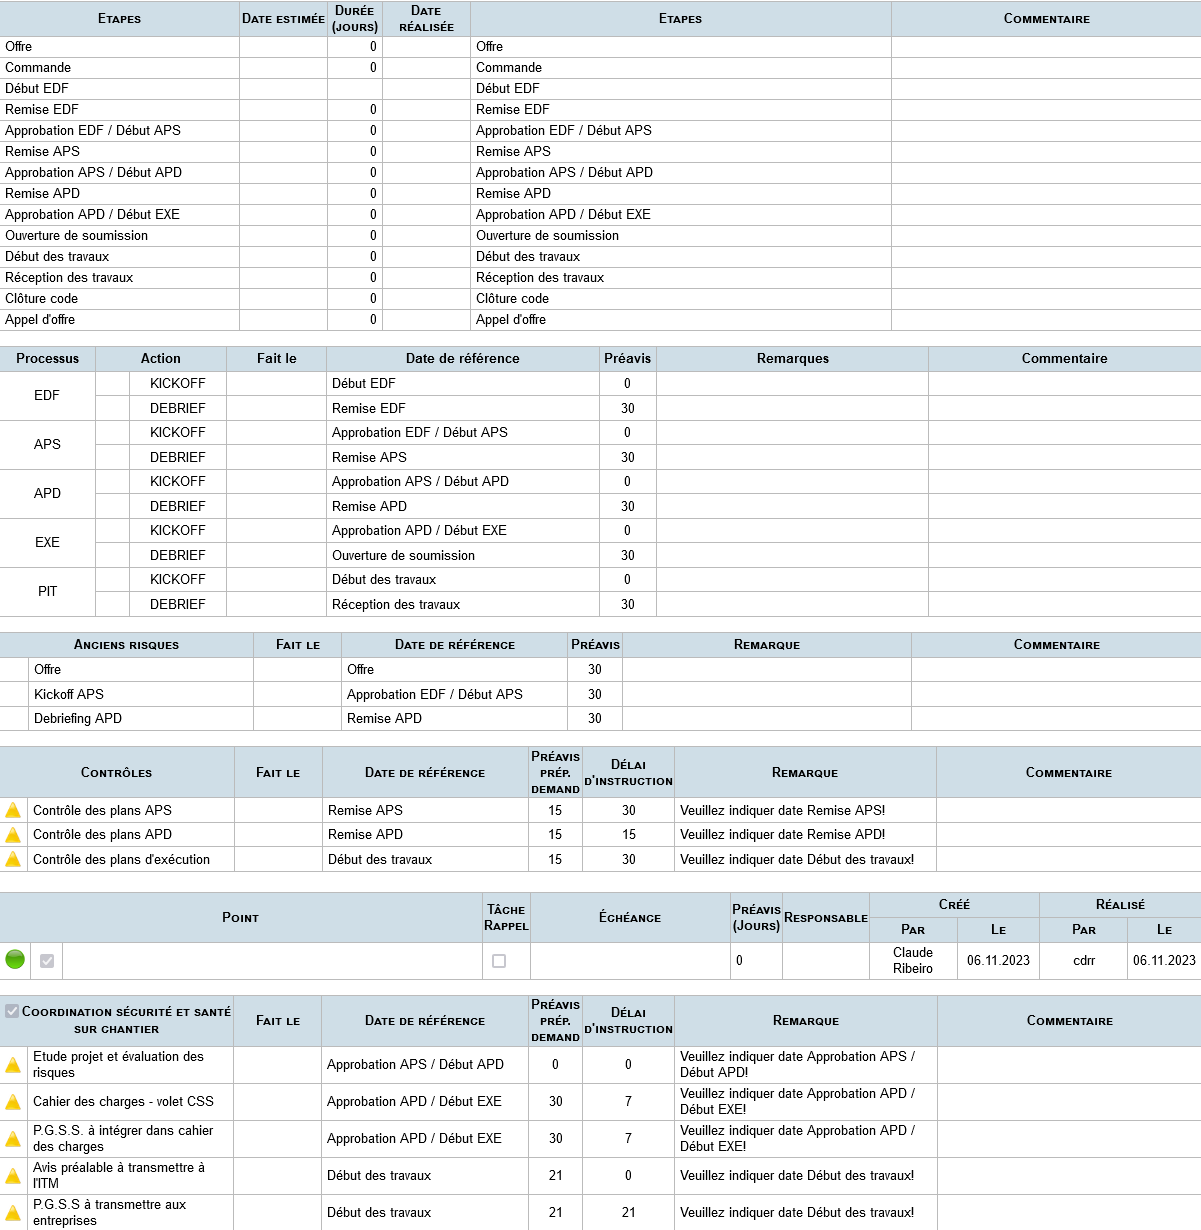 ETAPES DATE ESTIMÉE DURÉE (JOURS) DATE RÉALISÉE ETAPES COMMENTAIRE
Offre 0 Offre
Commande 0 Commande
Début EDF Début EDF
Remise EDF 0 Remise EDF
Approbation EDF / Début APS 0 Approbation EDF / Début APS
Remise APS 0 Remise APS
Approbation APS / Début APD 0 Approbation APS / Début APD
Remise APD 0 Remise APD
Approbation APD / Début EXE 0 Approbation APD / Début EXE
Ouverture de soumission 0 Ouverture de soumission
Début des travaux 0 Début des travaux
Réception des travaux 0 Réception des travaux
Clôture code 0 Clôture code
Appel d'offre 0 Appel d'offre
Processus Action Fait le Date de référence Préavis Remarques Commentaire
EDF
KICKOFF Début EDF 0
DEBRIEF Remise EDF 30
APS
KICKOFF Approbation EDF / Début APS 0
DEBRIEF Remise APS 30
APD
KICKOFF Approbation APS / Début APD 0
DEBRIEF Remise APD 30
EXE
KICKOFF Approbation APD / Début EXE 0
DEBRIEF Ouverture de soumission 30
PIT
KICKOFF Début des travaux 0
DEBRIEF Réception des travaux 30
ANCIENS RISQUES FAIT LE DATE DE RÉFÉRENCE PRÉAVIS REMARQUE COMMENTAIRE
Offre Offre 30
Kickoff APS Approbation EDF / Début APS 30
Debriefing APD Remise APD 30
CONTRÔLES FAIT LE DATE DE RÉFÉRENCE PRÉAVIS PRÉP. DEMAND DÉLAI D'INSTRUCTION REMARQUE COMMENTAIRE
Contrôle des plans APS Remise APS 15 30 Veuillez indiquer date Remise APS!
Contrôle des plans APD Remise APD 15 15 Veuillez indiquer date Remise APD!
Contrôle des plans d'exécution Début des travaux 15 30 Veuillez indiquer date Début des travaux!
POINT TÂCHE RAPPEL ÉCHÉANCE PRÉAVIS (JOURS) RESPONSABLE CRÉÉ RÉALISÉ
PAR LE PAR LE
0 Claude Ribeiro 06.11.2023 cdrr 06.11.2023
COORDINATION SÉCURITÉ ET SANTÉ SUR CHANTIER FAIT LE DATE DE RÉFÉRENCE PRÉAVIS PRÉP. DEMAND DÉLAI D'INSTRUCTION REMARQUE COMMENTAIRE
Etude projet et évaluation des risques Approbation APS / Début APD 0 0 Veuillez indiquer date Approbation APS / Début APD!
Cahier des charges - volet CSS Approbation APD / Début EXE 30 7 Veuillez indiquer date Approbation APD / Début EXE!
P.G.S.S. à intégrer dans cahier des charges Approbation APD / Début EXE 30 7 Veuillez indiquer date Approbation APD / Début EXE!
Avis préalable à transmettre à l'ITM Début des travaux 21 0 Veuillez indiquer date Début des travaux!
P.G.S.S à transmettre aux entreprises Début des travaux 21 21 Veuillez indiquer date Début des travaux!